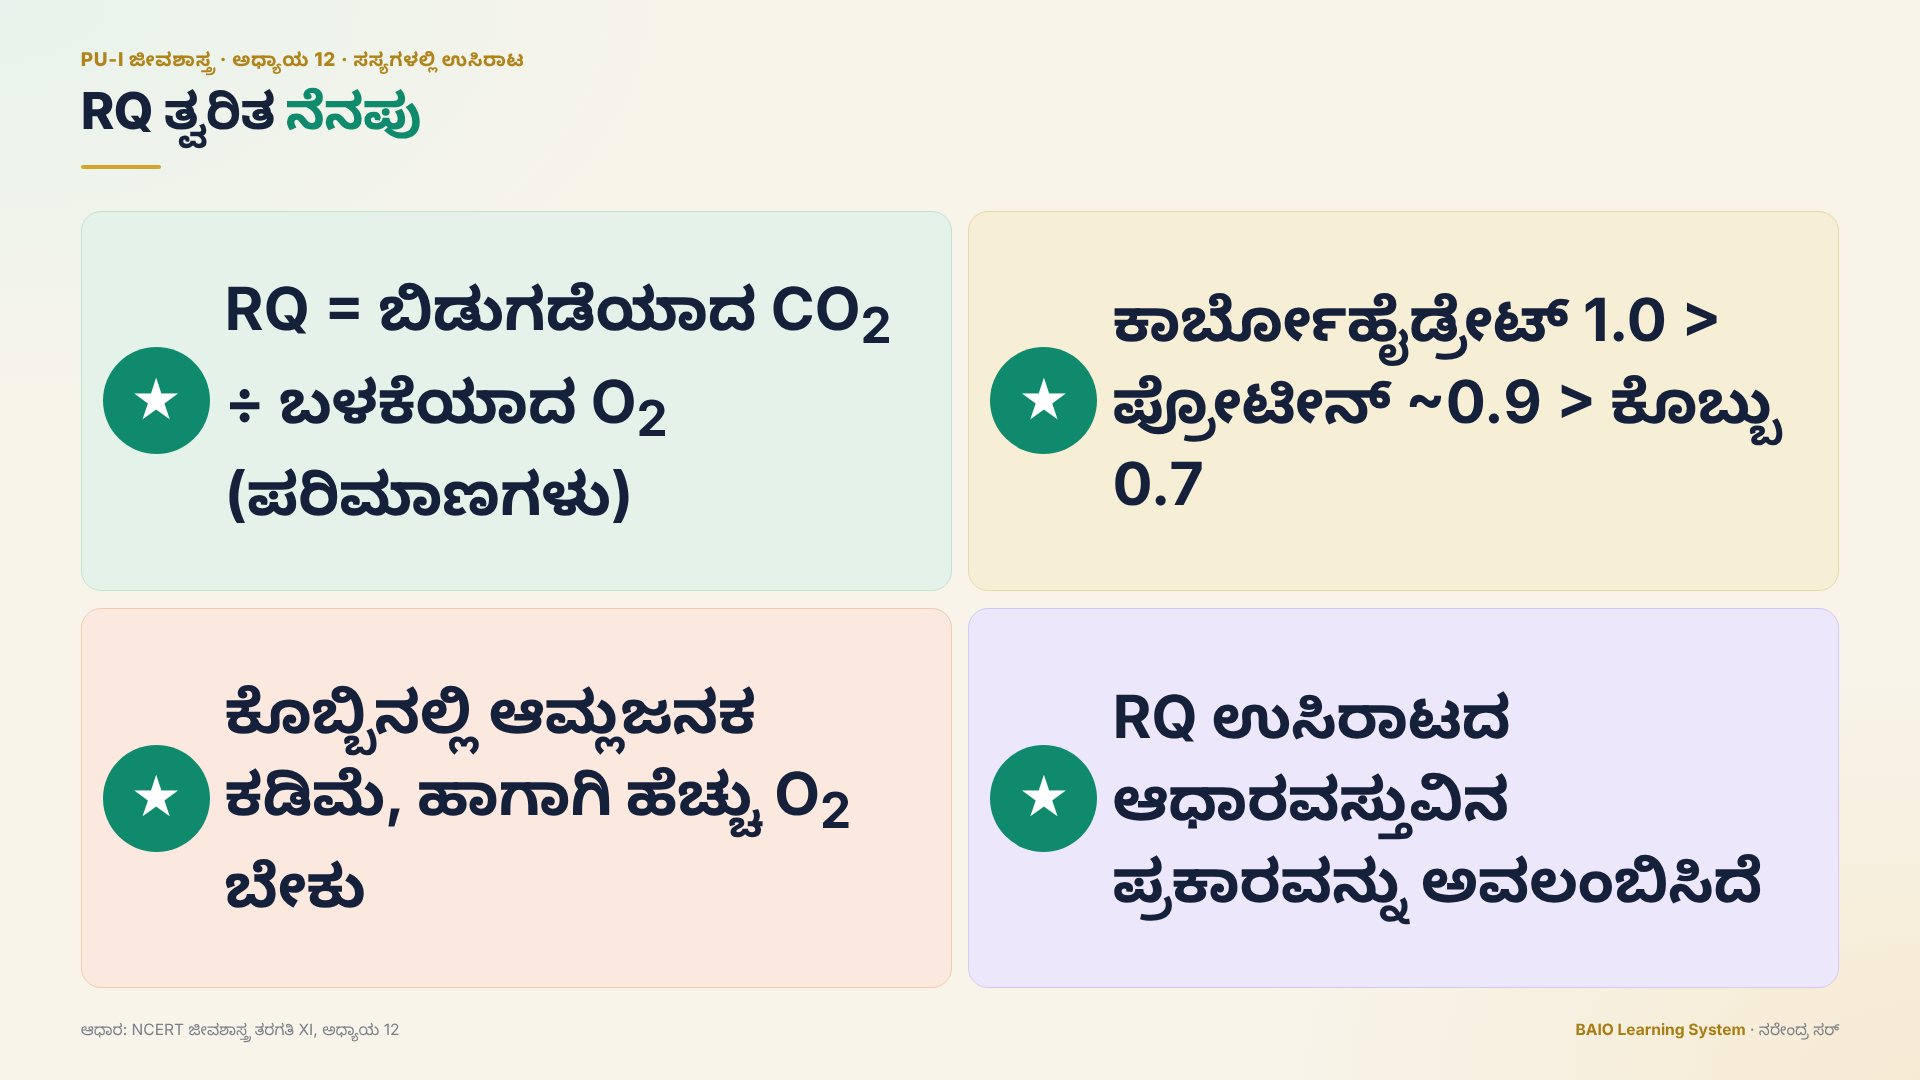 PU-I ಜೀವಶಾಸ್ತ್ರ · ಅಧ್ಯಾಯ 12 · ಸಸ್ಯಗಳಲ್ಲಿ ಉಸಿರಾಟ
RQ ತ್ವರಿತ ನೆನಪು
★ RQ = ಬಿಡುಗಡೆಯಾದ CO₂
÷ ಬಳಕೆಯಾದ O₂
(ಪರಿಮಾಣಗಳು)
★ ಕಾರ್ಬೋಹೈಡ್ರೇಟ್ 1.0 >
ಪ್ರೋಟೀನ್ ~0.9 > ಕೊಬ್ಬು
0.7
★ ಕೊಬ್ಬಿನಲ್ಲಿ ಆಮ್ಲಜನಕ
ಕಡಿಮೆ, ಹಾಗಾಗಿ ಹೆಚ್ಚು O₂
ಬೇಕು
★ RQ ಉಸಿರಾಟದ
ಆಧಾರವಸ್ತುವಿನ
ಪ್ರಕಾರವನ್ನು ಅವಲಂಬಿಸಿದೆ
ಆಧಾರ: NCERT ಜೀವಶಾಸ್ತ್ರ ತರಗತಿ XI, ಅಧ್ಯಾಯ 12
BAIO Learning System · ನರೇಂದ್ರ ಸರ್